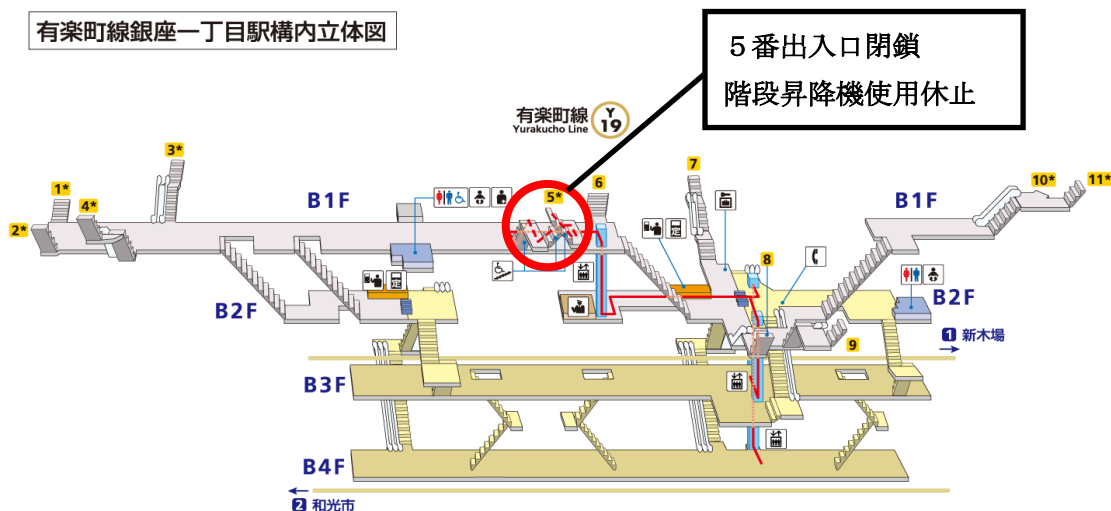 有楽町線銀座一丁目駅構内立体図
５番出入口閉鎖
階段昇降機使用休止
有楽町線
Yurakucho Line
Y
19
3*
5*
6
7
1*
4*
2*
B1F
B1F
10*
11*
8
B2F
B2F
9
1 新木場
B3F
B4F
2 和光市